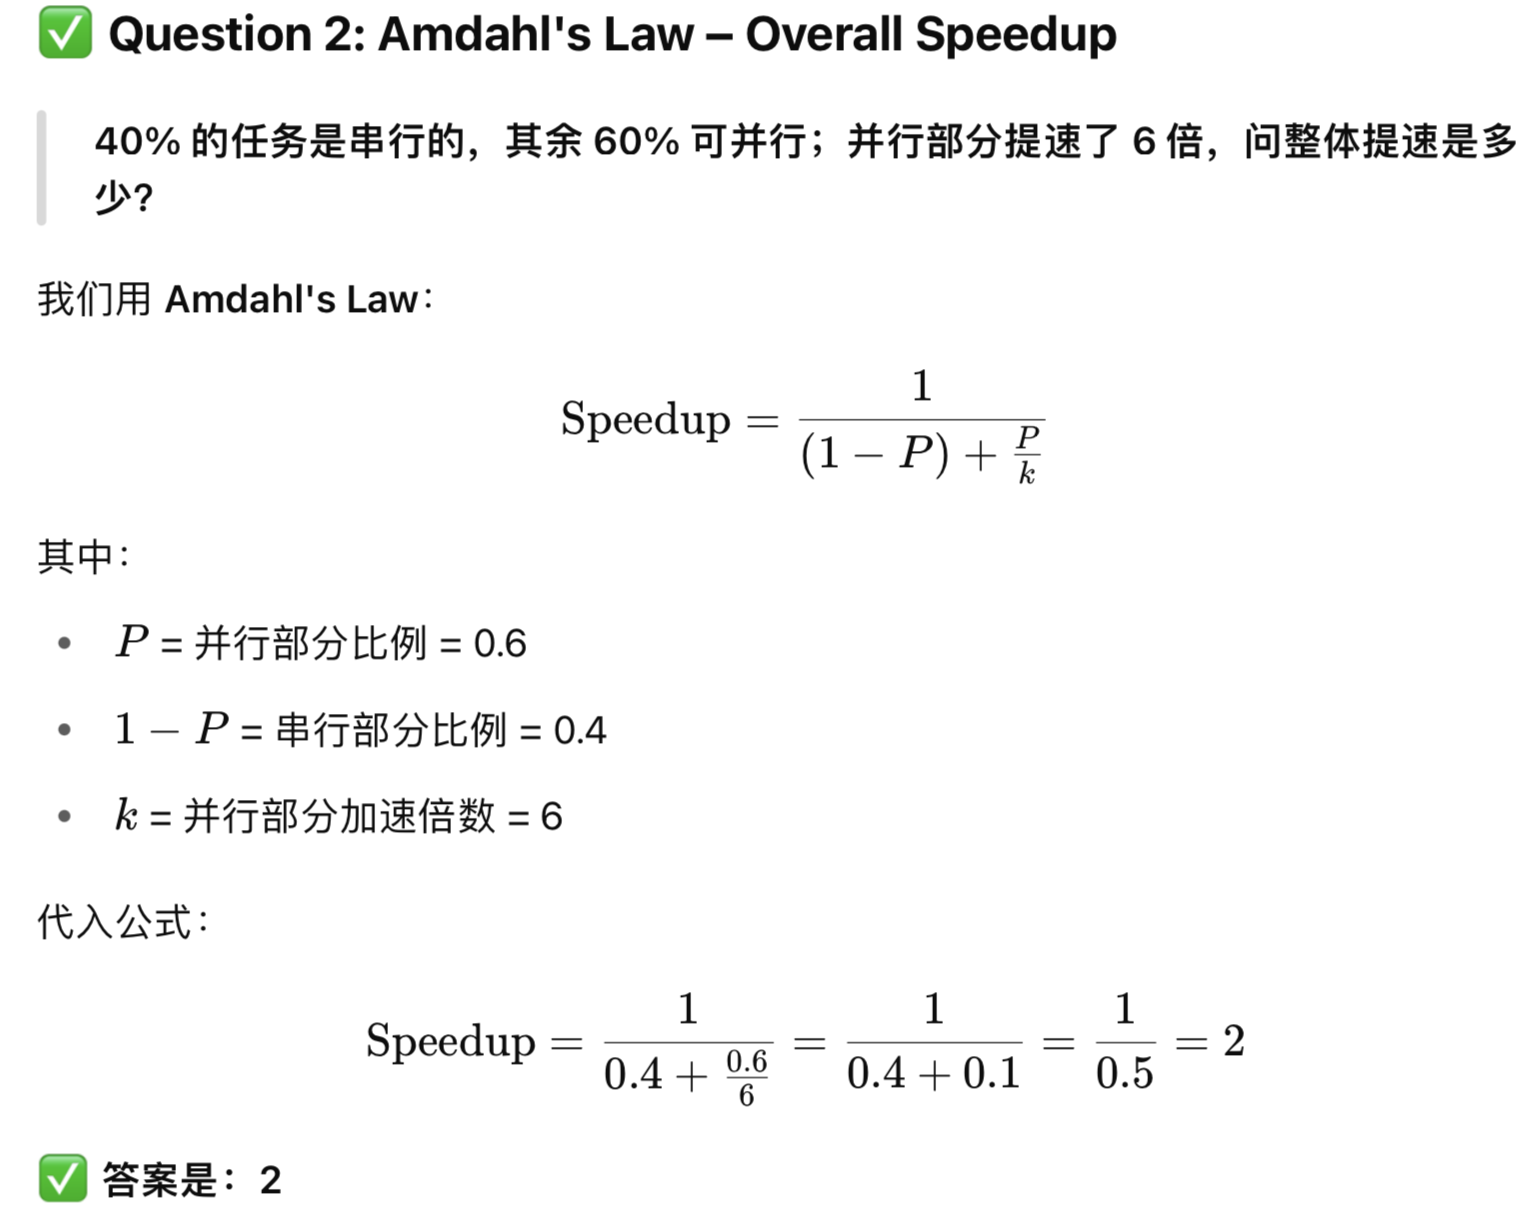 ✅ Question 2: Amdahl's Law – Overall Speedup
40% 的任务是串行的，其余 60% 可并行；并行部分提速了 6 倍，问整体提速是多
少？
我们用 Amdahl's Law：
Speedup = \frac{1}{(1 - P) + \frac{P}{k}}
其中：
• P = 并行部分比例 = 0.6
• 1 − P = 串行部分比例 = 0.4
• k = 并行部分加速倍数 = 6
代入公式：
Speedup = \frac{1}{0.4 + \frac{0.6}{6}} = \frac{1}{0.4 + 0.1} = \frac{1}{0.5} = 2
✅ 答案是：2